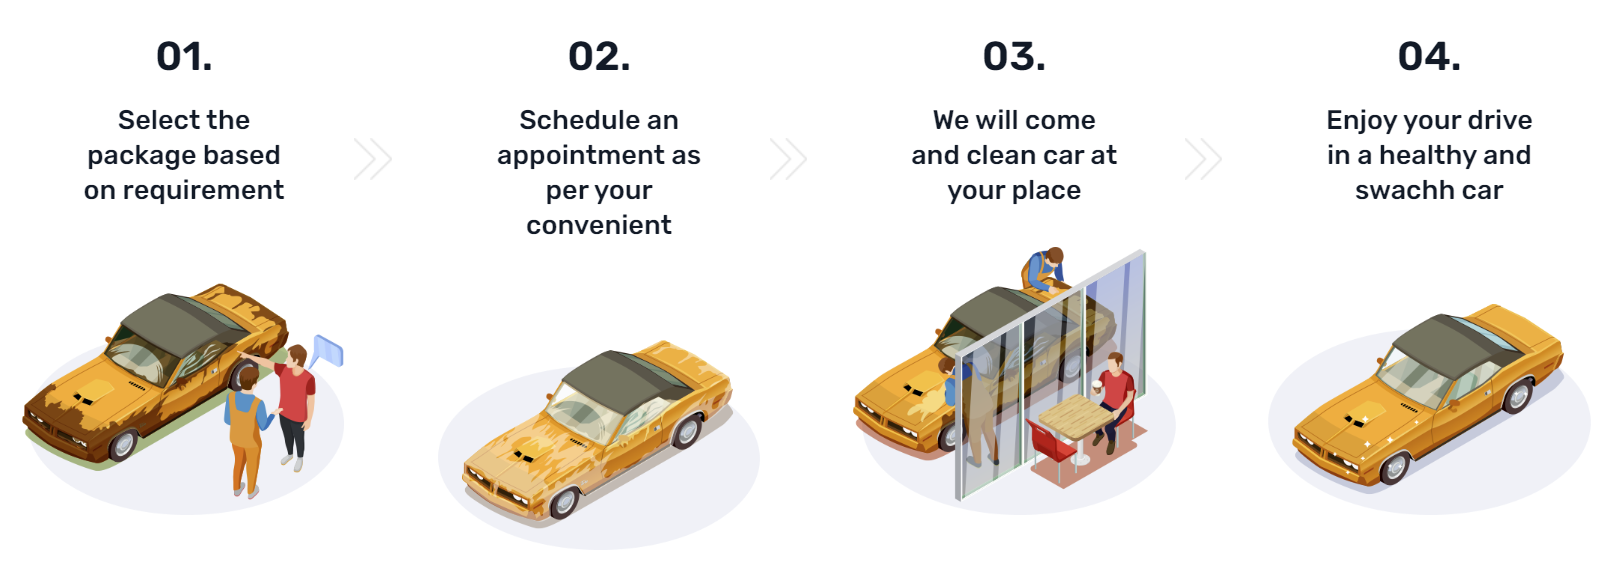 01.
Select the
package based
on requirement
02.
Schedule an
appointment as
per your
convenient
03.
We will come
and clean car at
your place
04.
Enjoy your drive
in a healthy and
swachh car